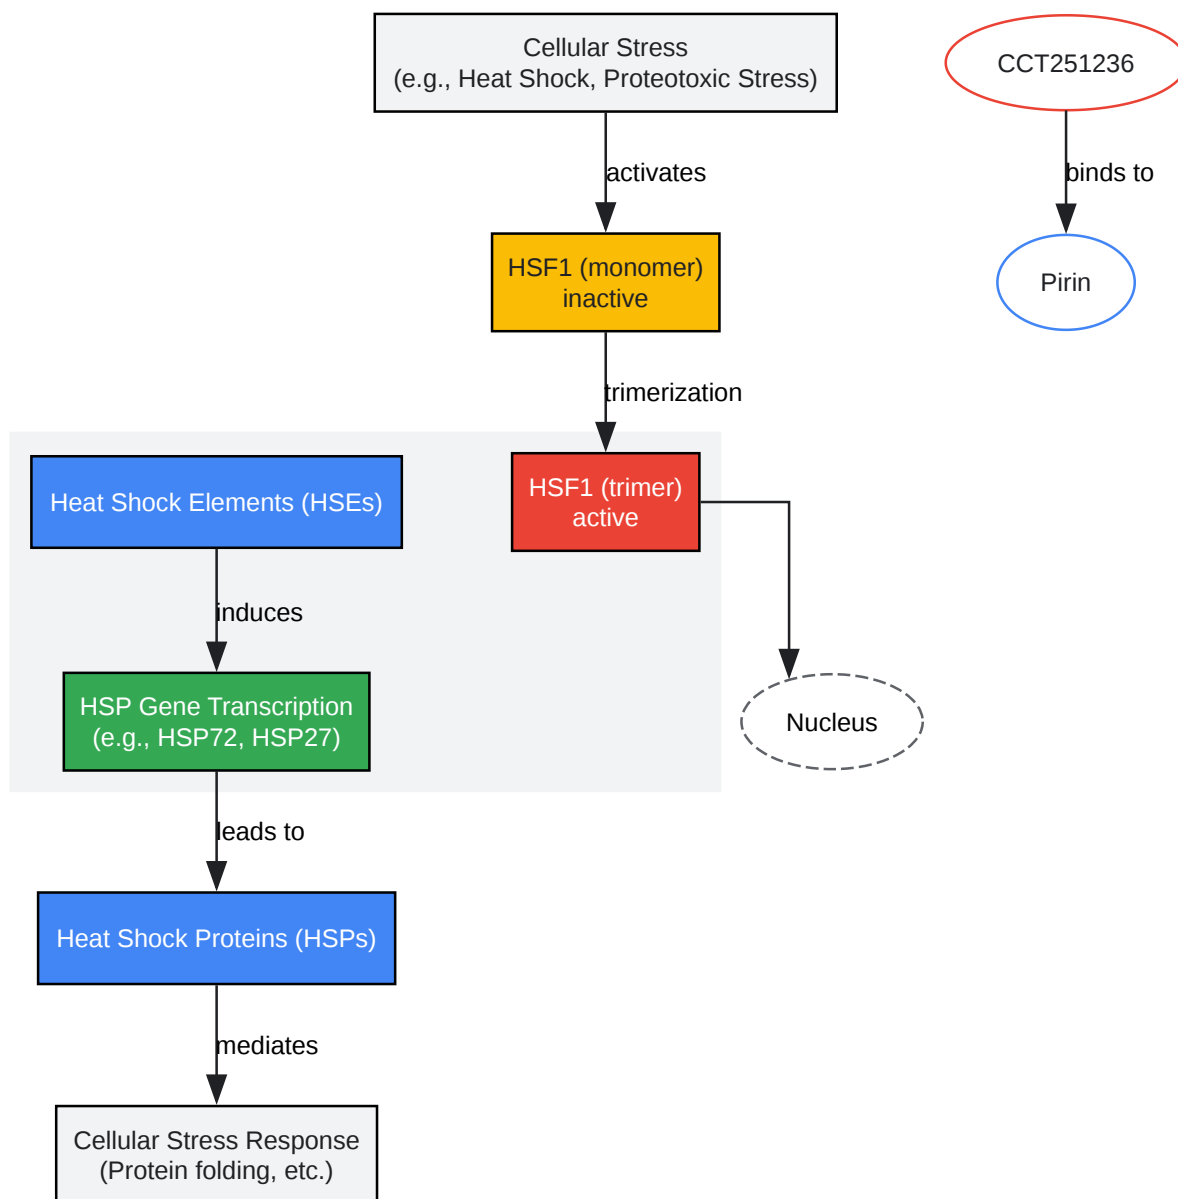 Cellular Stress
(e.g., Heat Shock, Proteotoxic Stress)
CCT251236
activates
binds to
HSF1 (monomer)
inactive
Pirin
trimerization
Heat Shock Elements (HSEs)
HSF1 (trimer)
active
induces
HSP Gene Transcription
(e.g., HSP72, HSP27)
Nucleus
leads to
Heat Shock Proteins (HSPs)
mediates
Cellular Stress Response
(Protein folding, etc.)